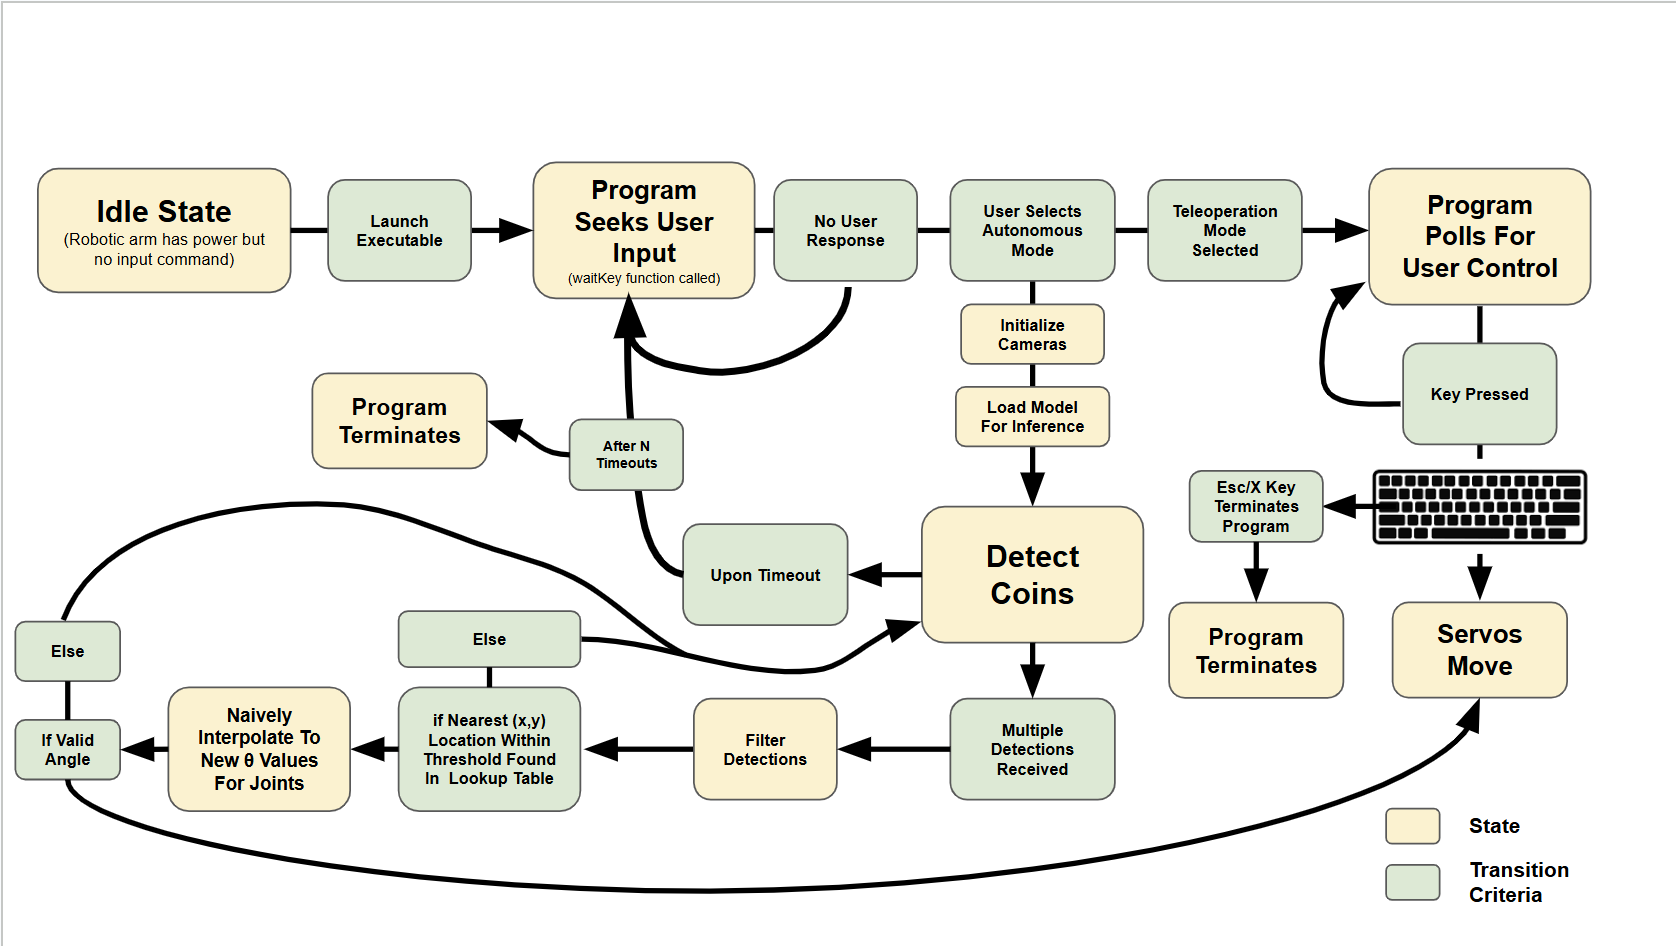 Idle State
(Robotic arm has power but
no input command)
Launch
Executable
Program
Seeks User
Input
(waitKey function called)
No User
Response
User Selects
Autonomous
Mode
Teleoperation
Mode
Selected
Program
Polls For
User Control
Initialize
Cameras
Load Model
For Inference
Key Pressed
Program
Terminates
After N
Timeouts
Esc/X Key
Terminates
Program
Detect
Coins
Upon Timeout
Program
Terminates
Servos
Move
Else
Else
If Valid
Angle
Naively
Interpolate To
New θ Values
For Joints
if Nearest (x,y)
Location Within
Threshold Found
In Lookup Table
Filter
Detections
Multiple
Detections
Received
State
Transition
Criteria